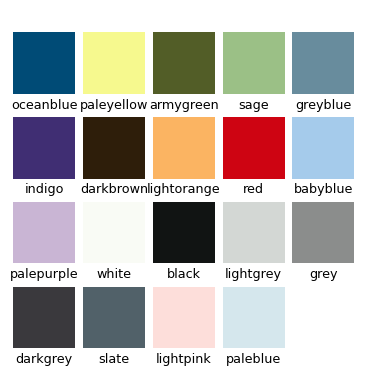 oceanblue paleyellow armygreen sage greyblue
indigo darkbrown lightorange red babyblue
palepurple white black lightgrey grey
darkgrey slate lightpink paleblue